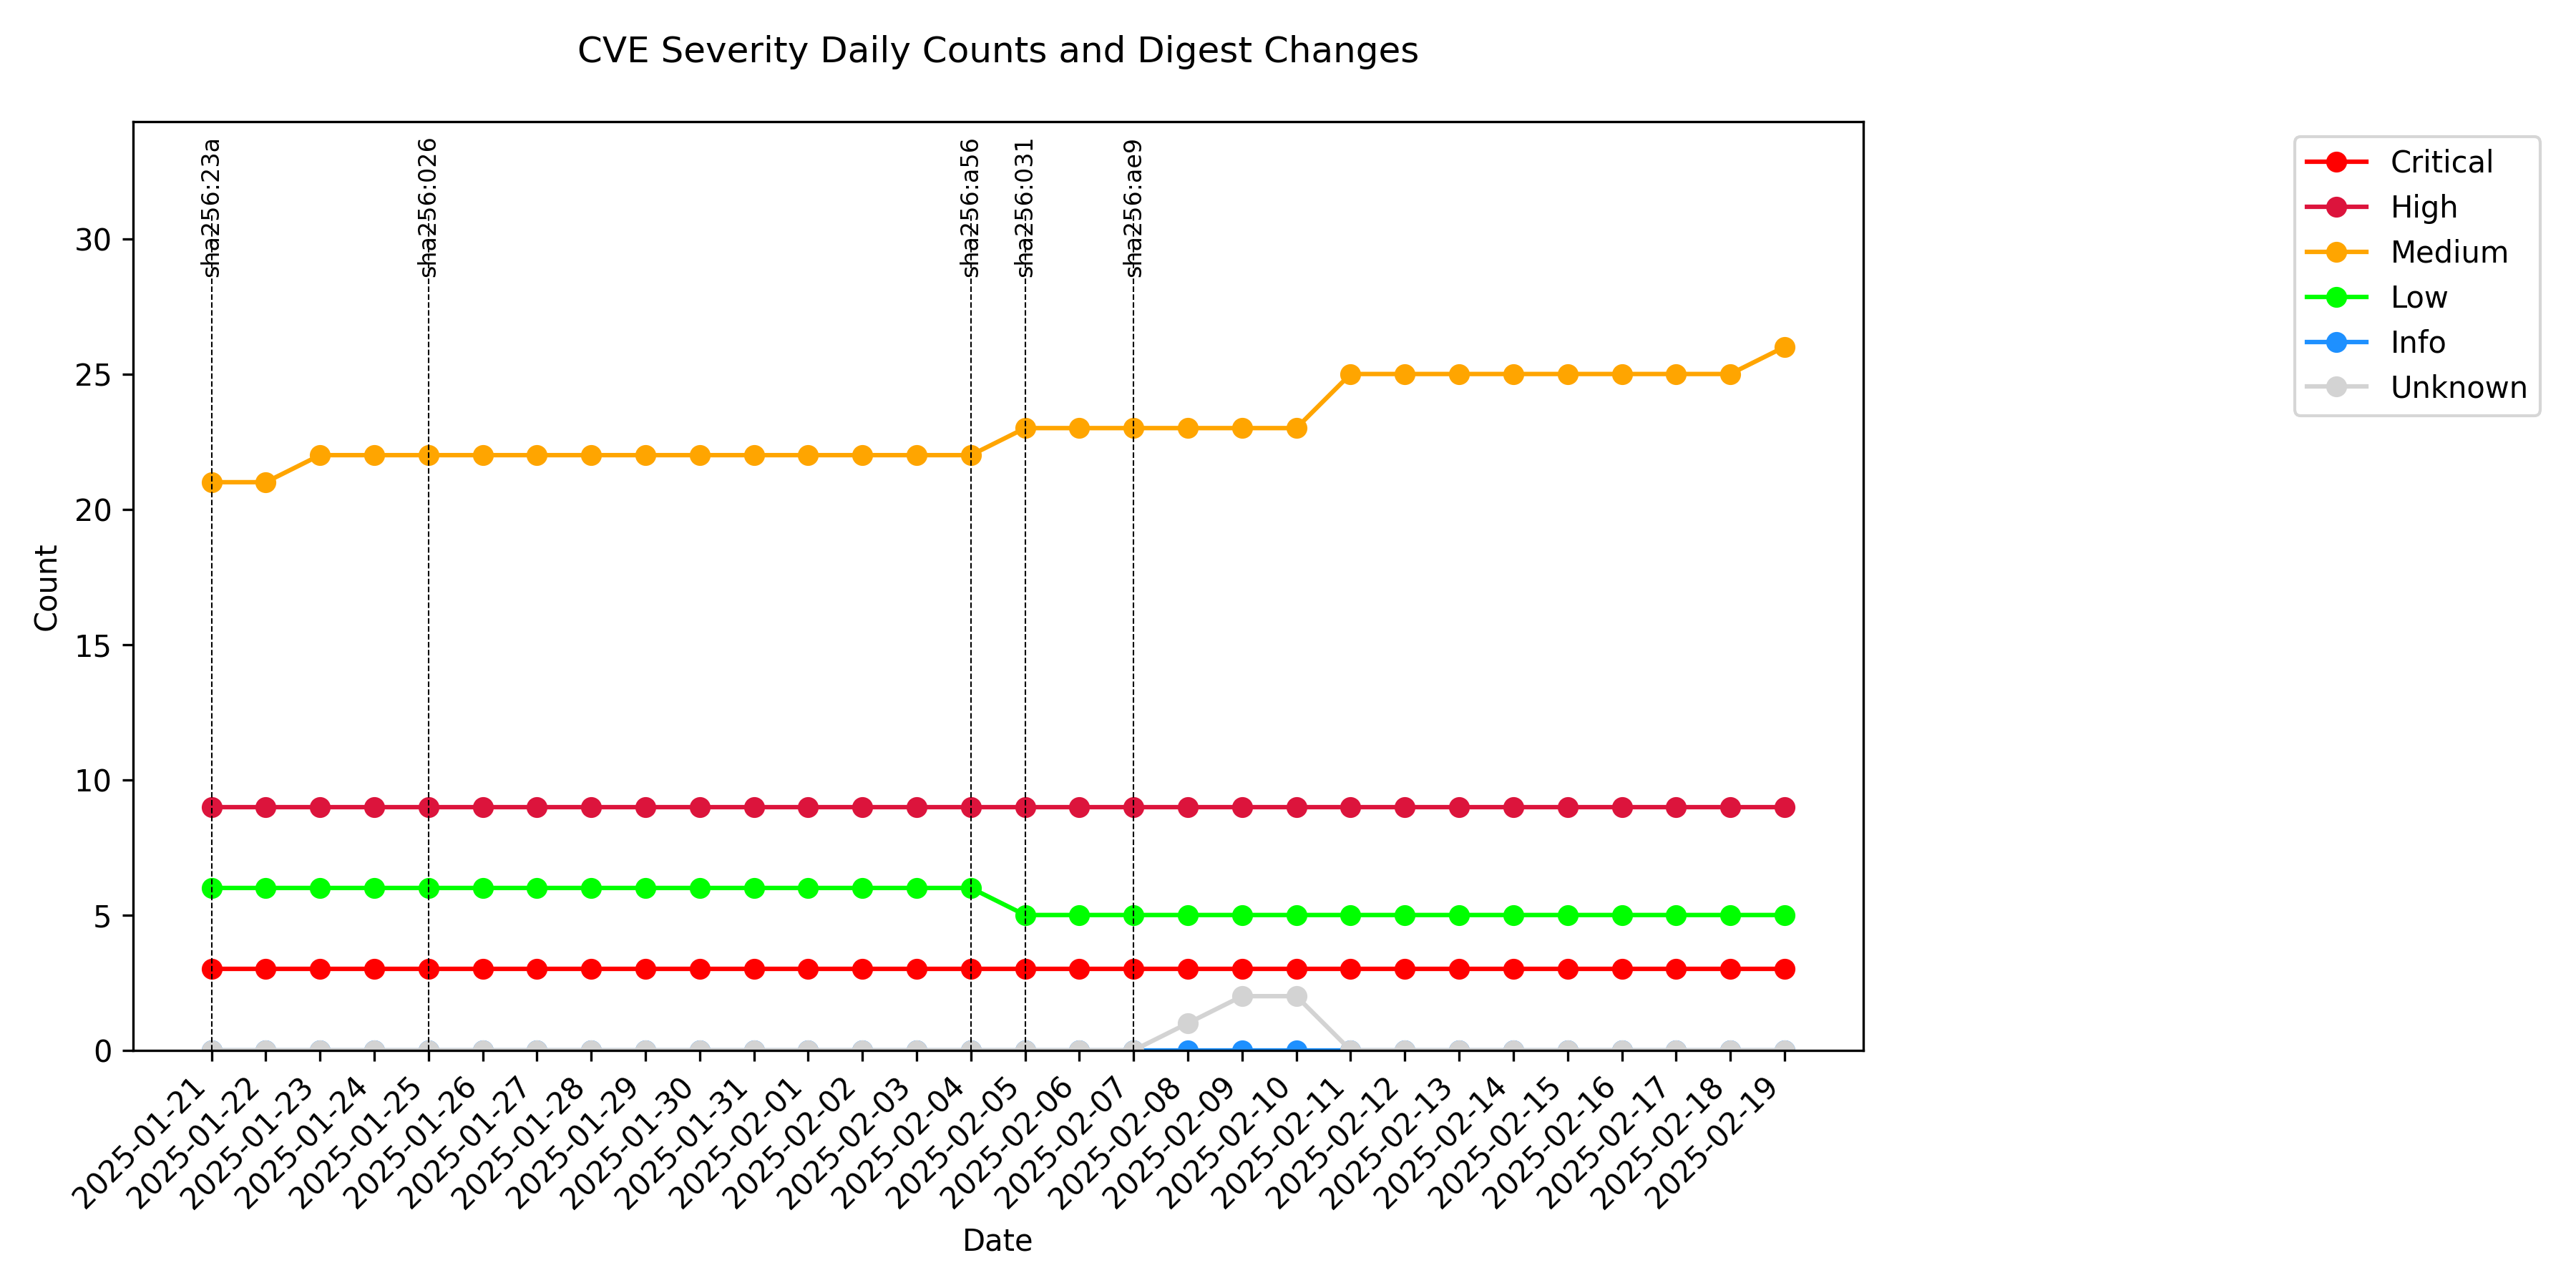 CVE Severity Daily Counts and Digest Changes
sha256:23a
sha256:026
sha256:a56
sha256:031
sha256:ae9
Critical
High
Medium
Low
Info
Unknown
30
25
20
15
10
5
0
Count
2025-01-21
2025-01-22
2025-01-23
2025-01-24
2025-01-25
2025-01-26
2025-01-27
2025-01-28
2025-01-29
2025-01-30
2025-01-31
2025-02-01
2025-02-02
2025-02-03
2025-02-04
2025-02-05
2025-02-06
2025-02-07
2025-02-08
2025-02-09
2025-02-10
2025-02-11
2025-02-12
2025-02-13
2025-02-14
2025-02-15
2025-02-16
2025-02-17
2025-02-18
2025-02-19
Date